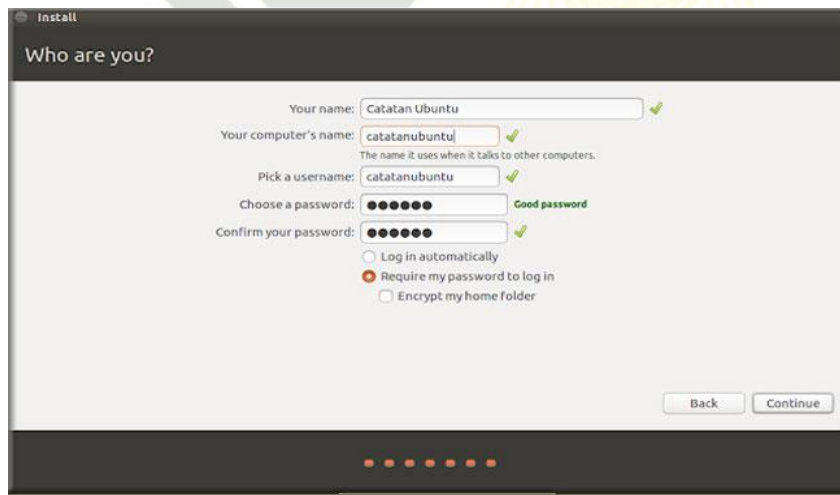 Install
Who are you?
Your name: Catatan Ubuntu
Your computer's name: catatanubuntu
The name it uses when it talks to other computers.
Pick a username: catatanubuntu
Choose a password: ●●●●●● Good password
Confirm your password: ●●●●●●
Log in automatically
Require my password to log in
Encrypt my home folder
Back Continue